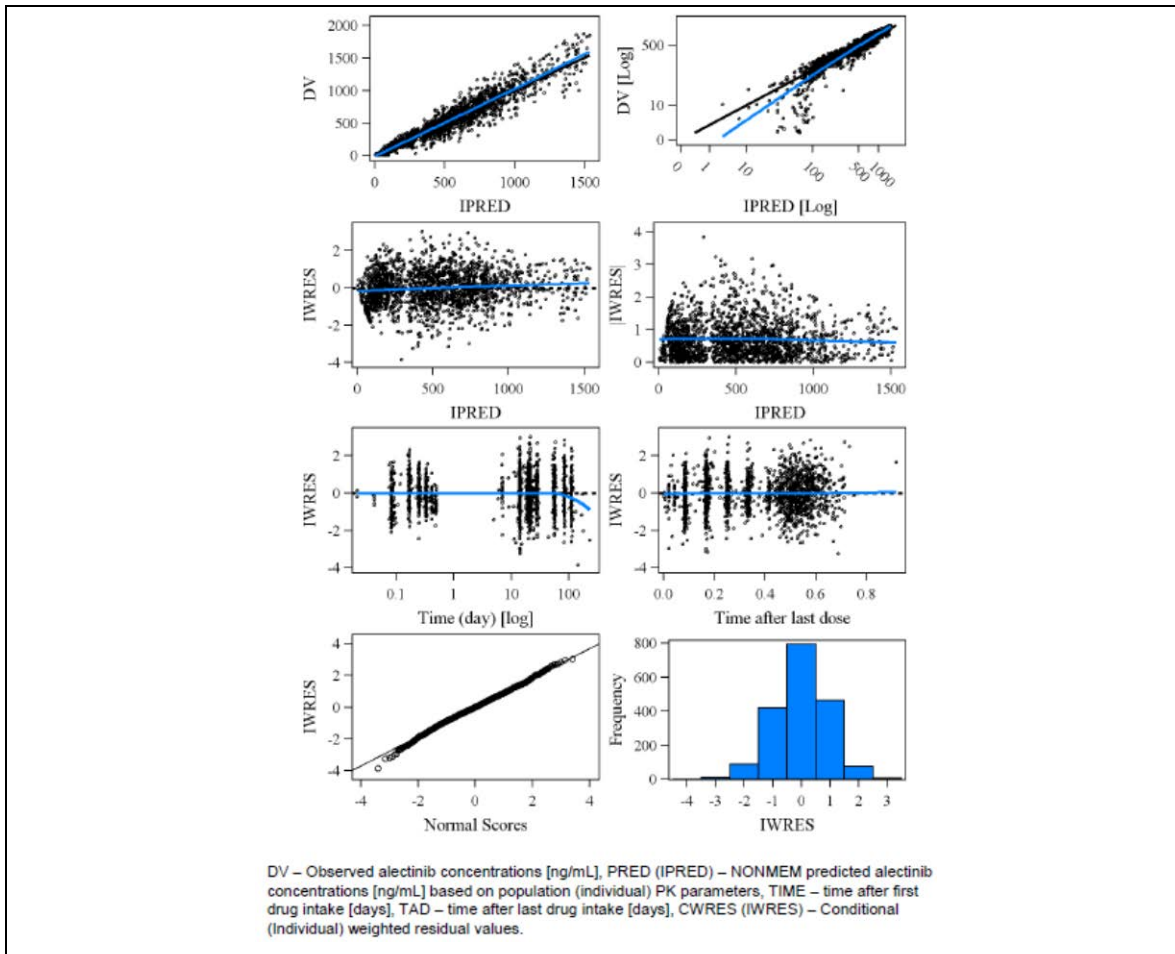 2000
1500
1000
500
0
DV
0 500 1000 1500
IPRED
500
10
0
DV [Log]
0 1 10 100 500 1000
IPRED [Log]
2
0
-2
-4
IWRES
0 500 1000 1500
IPRED
4
3
2
1
0
|IWRES|
0 500 1000 1500
IPRED
2
0
-2
-4
IWRES
0.1 1 10 100
Time (day) [log]
2
0
-2
-4
IWRES
0.0 0.2 0.4 0.6 0.8
Time after last dose
4
2
0
-2
-4
IWRES
-4 -2 0 2 4
Normal Scores
800
600
400
200
0
Frequency
-4 -3 -2 -1 0 1 2 3
IWRES
DV – Observed alectinib concentrations [ng/mL], PRED (IPRED) – NONMEM predicted alectinib
concentrations [ng/mL] based on population (individual) PK parameters, TIME – time after first
drug intake [days], TAD – time after last drug intake [days], CWRES (IWRES) – Conditional
(Individual) weighted residual values.